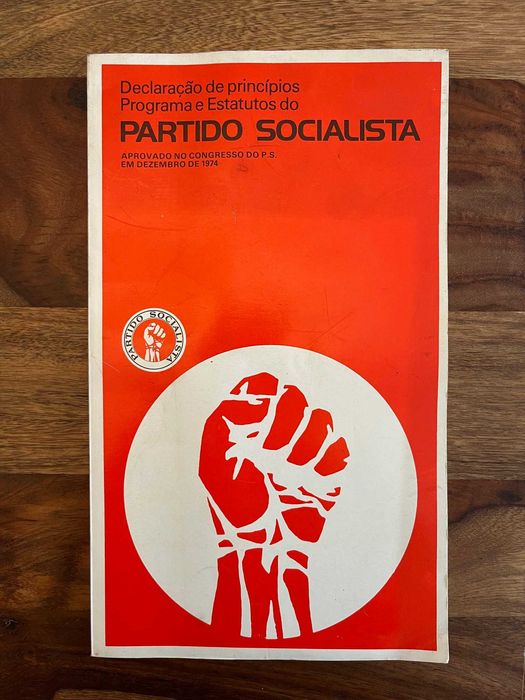 Declaração de princípios
Programa e Estatutos do
PARTIDO SOCIALISTA
APROVADO NO CONGRESSO DO P.S.
EM DEZEMBRO DE 1974
PARTIDO SOCIALISTA